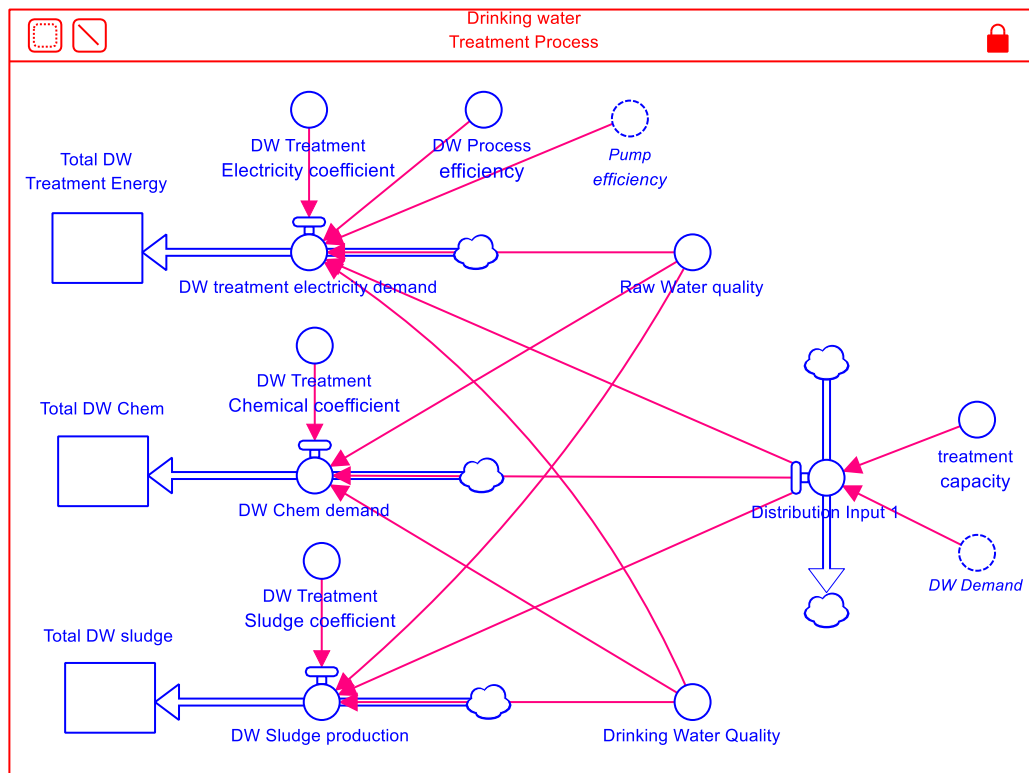 Drinking water
Treatment Process
DW Treatment
Electricity coefficient
DW Process
efficiency
Pump
efficiency
Total DW
Treatment Energy
DW treatment electricity demand
Raw Water quality
DW Treatment
Chemical coefficient
Total DW Chem
DW Chem demand
treatment
capacity
Distribution Input 1
DW Demand
DW Treatment
Sludge coefficient
Total DW sludge
DW Sludge production
Drinking Water Quality